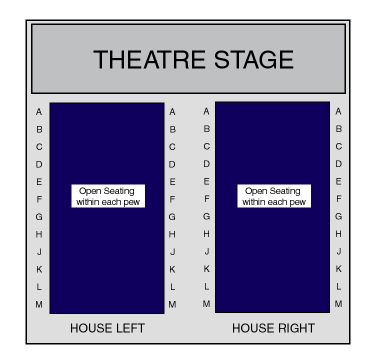 THEATRE STAGE
A A A A
B B B B
C C C C
D D D D
E E E E
Open Seating Open Seating
within each pew within each pew
F F F F
G G G G
H H H H
J J J J
K K K K
L L L L
M M M M
HOUSE LEFT HOUSE RIGHT